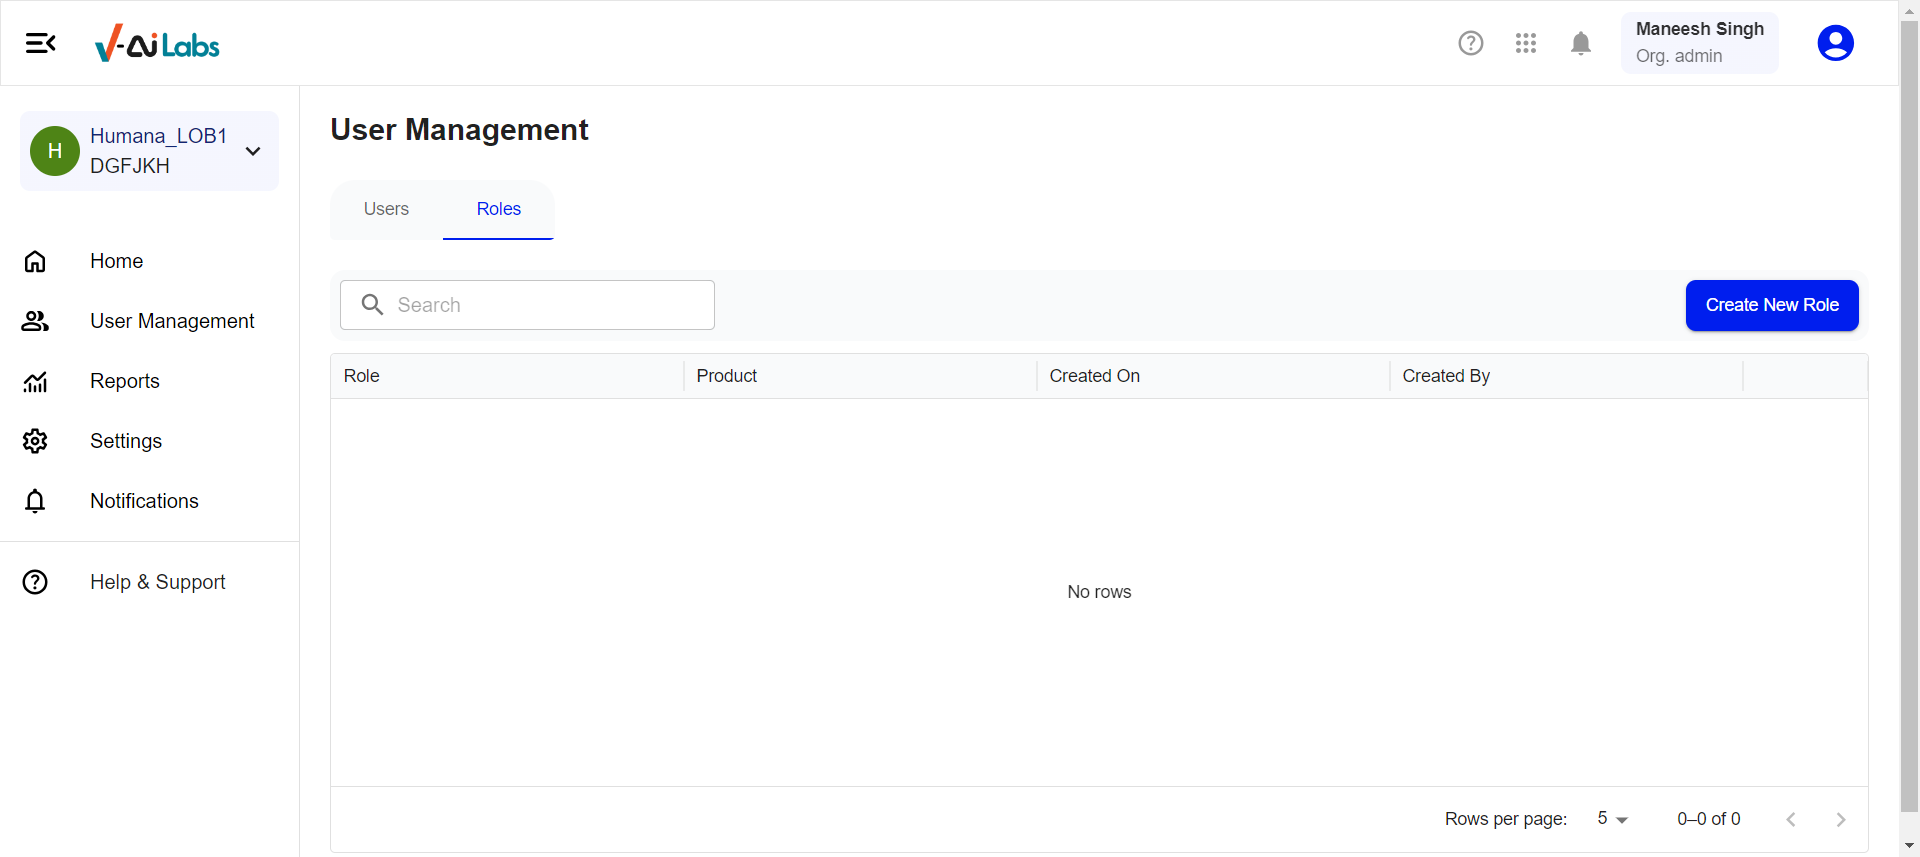 V-Ai Labs
Maneesh Singh
Org. admin
H
Humana_LOB1
DGFJKH
Home
User Management
Reports
Settings
Notifications
Help & Support
User Management
Users
Roles
Search
Create New Role
Role
Product
Created On
Created By
No rows
Rows per page:
5
0–0 of 0